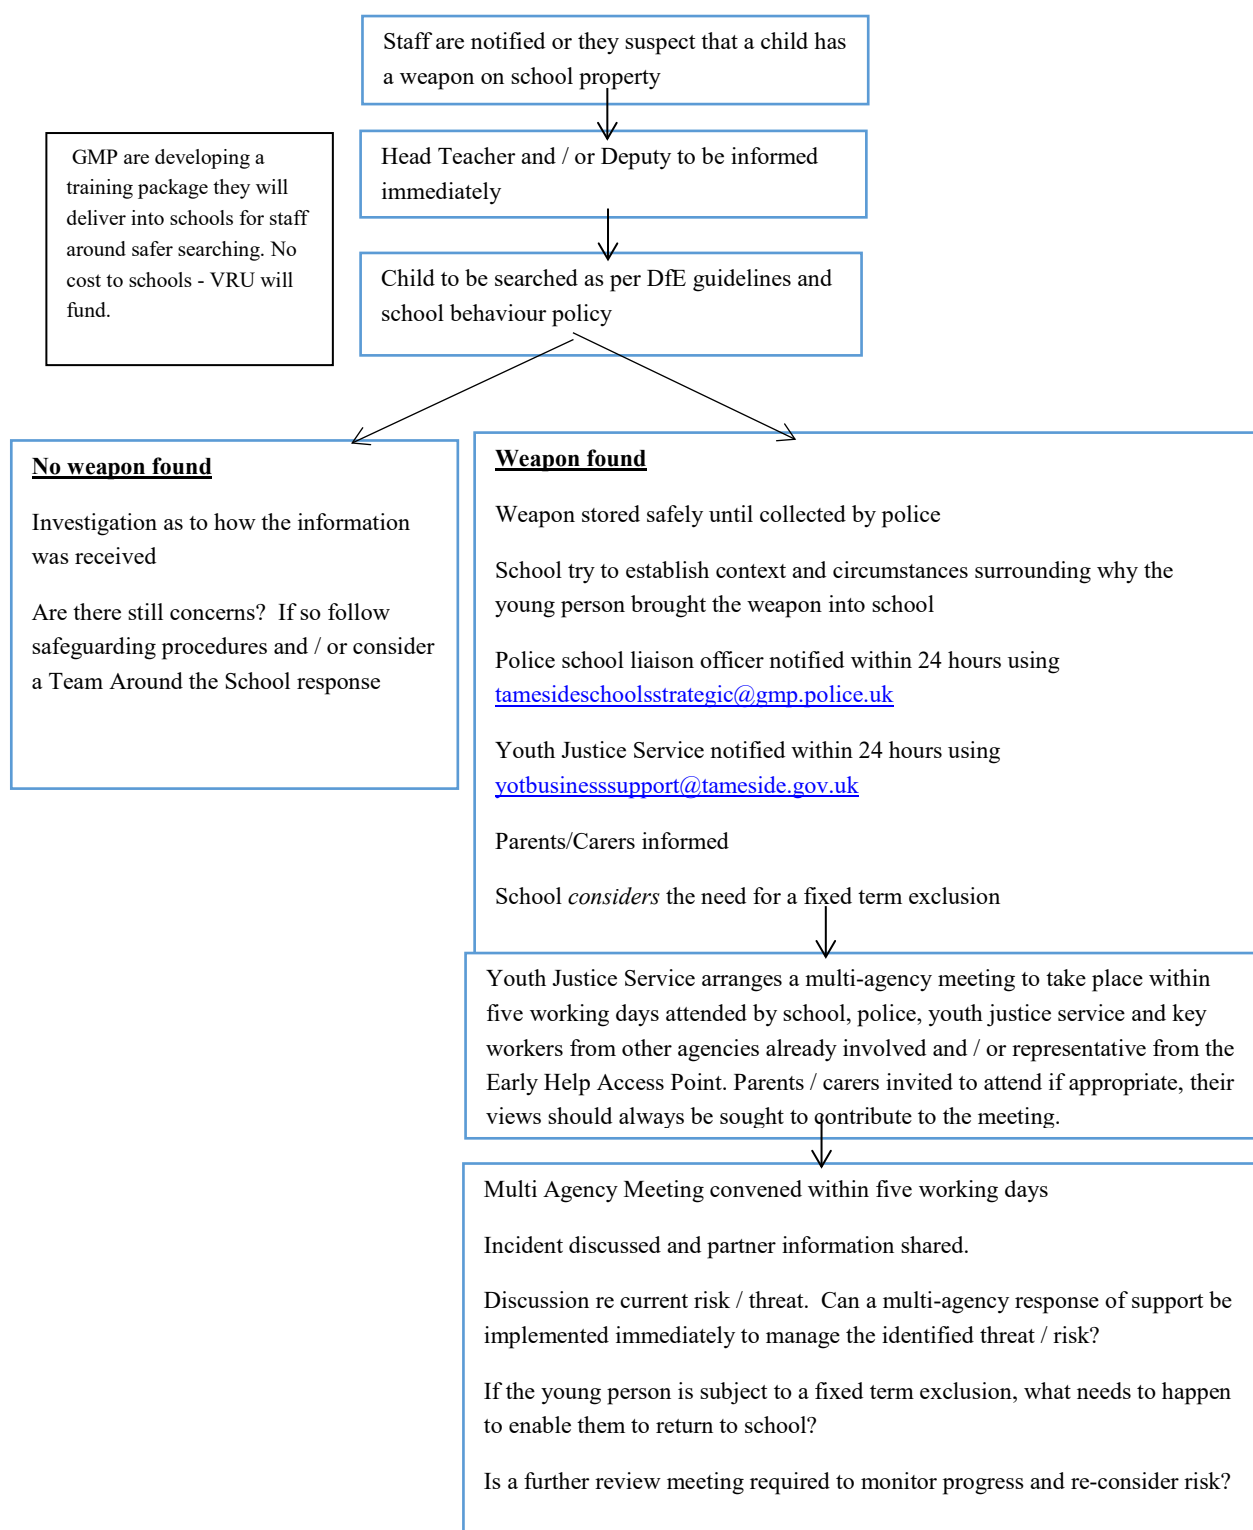 Staff are notified or they suspect that a child has
a weapon on school property
GMP are developing a
training package they will
deliver into schools for staff
around safer searching. No
cost to schools - VRU will
fund.
Head Teacher and / or Deputy to be informed
immediately
Child to be searched as per DfE guidelines and
school behaviour policy
No weapon found
Investigation as to how the information
was received
Are there still concerns?  If so follow
safeguarding procedures and / or consider
a Team Around the School response
Weapon found
Weapon stored safely until collected by police
School try to establish context and circumstances surrounding why the
young person brought the weapon into school
Police school liaison officer notified within 24 hours using
tamesideschoolsstrategic@gmp.police.uk
Youth Justice Service notified within 24 hours using
yotbusinesssupport@tameside.gov.uk
Parents/Carers informed
School considers the need for a fixed term exclusion
Youth Justice Service arranges a multi-agency meeting to take place within
five working days attended by school, police, youth justice service and key
workers from other agencies already involved and / or representative from the
Early Help Access Point. Parents / carers invited to attend if appropriate, their
views should always be sought to contribute to the meeting.
Multi Agency Meeting convened within five working days
Incident discussed and partner information shared.
Discussion re current risk / threat.  Can a multi-agency response of support be
implemented immediately to manage the identified threat / risk?
If the young person is subject to a fixed term exclusion, what needs to happen
to enable them to return to school?
Is a further review meeting required to monitor progress and re-consider risk?